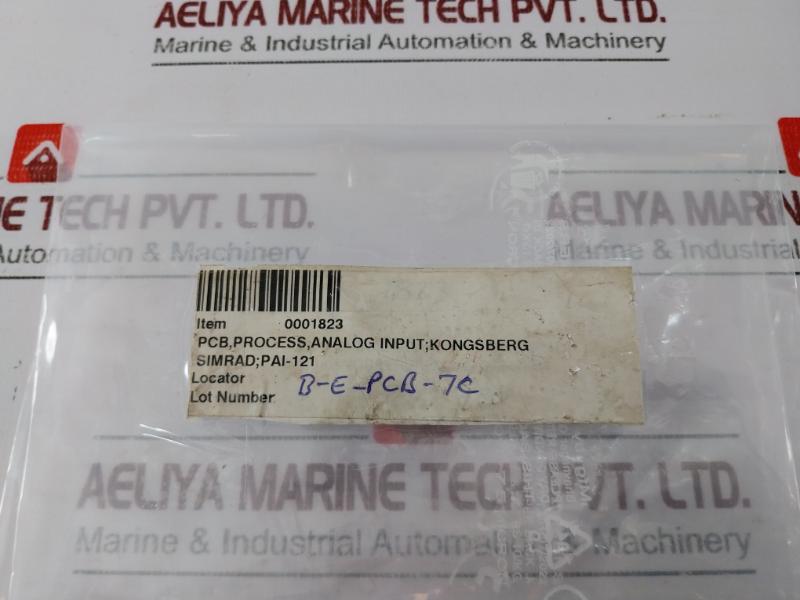 AELIYA MARINE TECH PVT. LTD.
Marine & Industrial Automation & Machinery
NE TECH PVT. LTD.
Automation & Machinery
AELIYA MARIN
Marine & Industrial
Item 0001823
PCB,PROCESS,ANALOG INPUT;KONGSBERG
SIMRAD;PAI-121
Locator B-E-PCB-7C
Lot Number
AELIYA MARINE TECH PVT. LTD.
Marine & Industrial Automation & Machinery